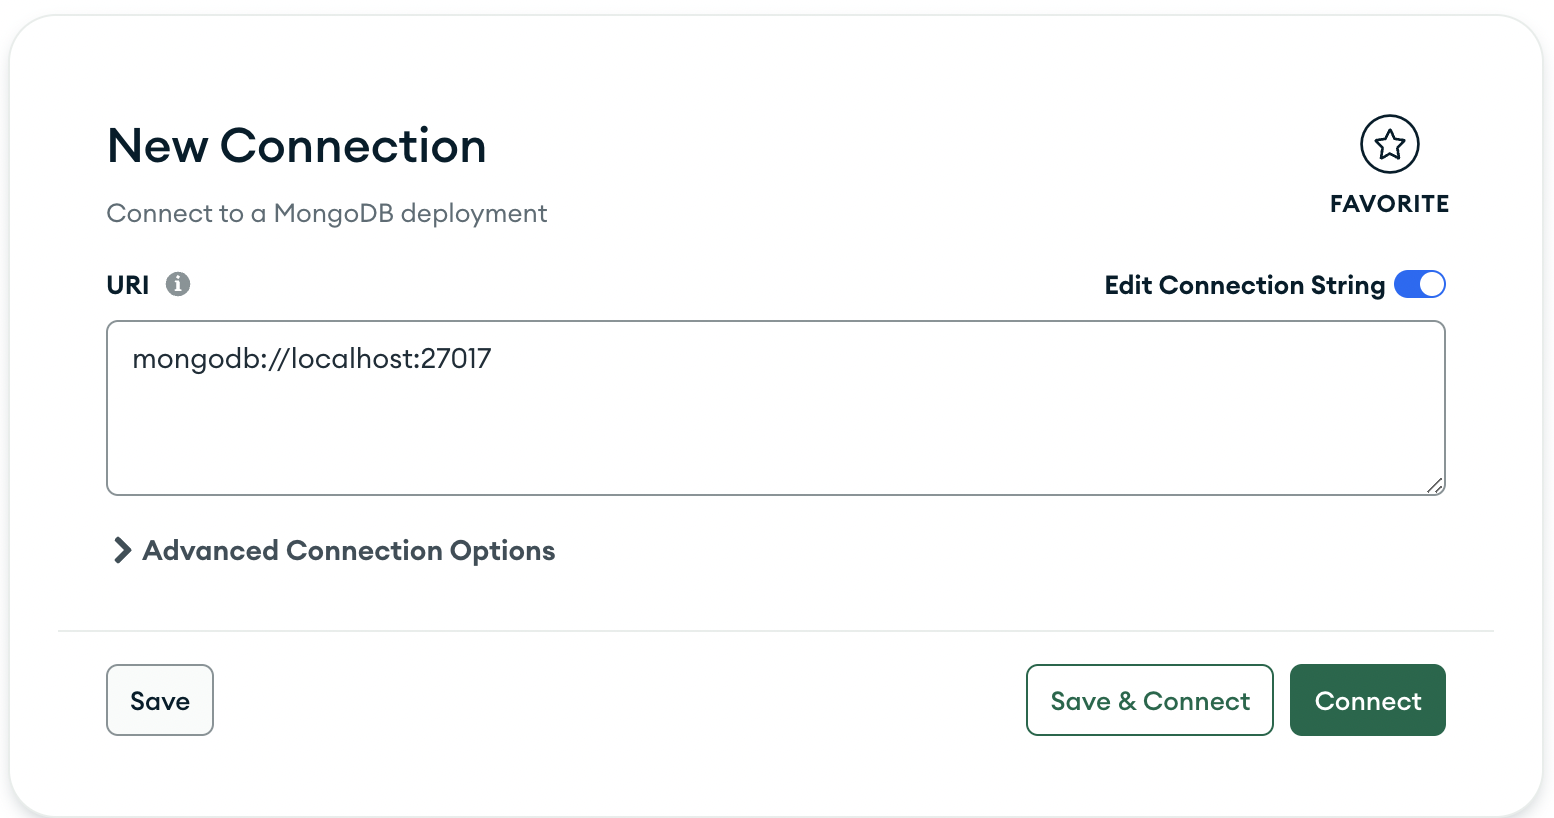 New Connection
FAVORITE
Connect to a MongoDB deployment
URI
Edit Connection String
mongodb://localhost:27017
Advanced Connection Options
Save
Save & Connect
Connect